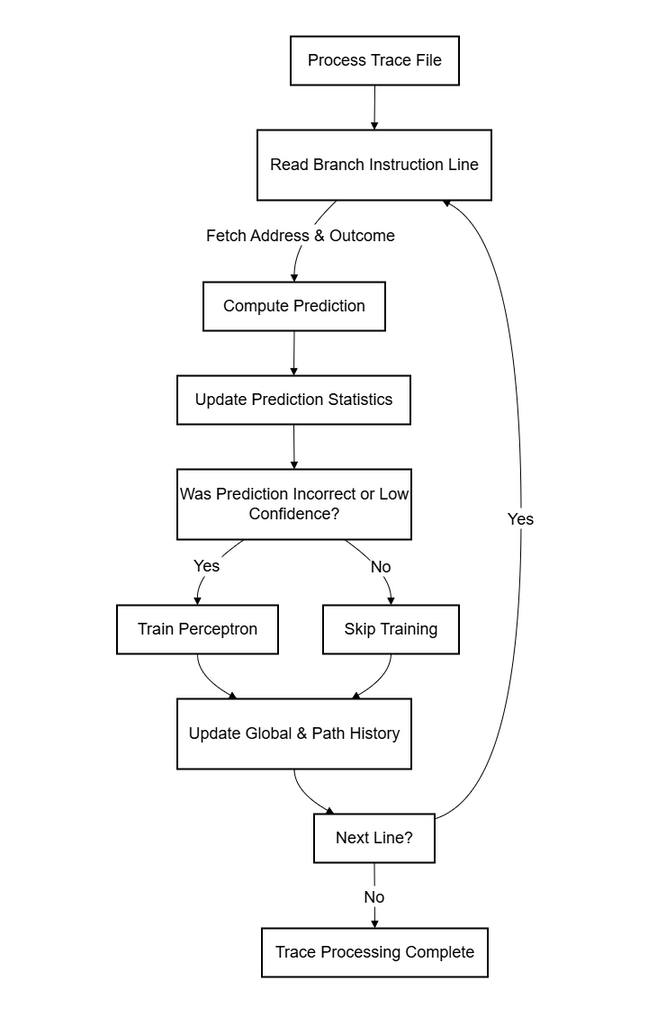 Process Trace File
Read Branch Instruction Line
Fetch Address & Outcome
Compute Prediction
Update Prediction Statistics
Was Prediction Incorrect or Low
Confidence?
Yes
No
Train Perceptron
Skip Training
Update Global & Path History
Next Line?
Yes
No
Trace Processing Complete